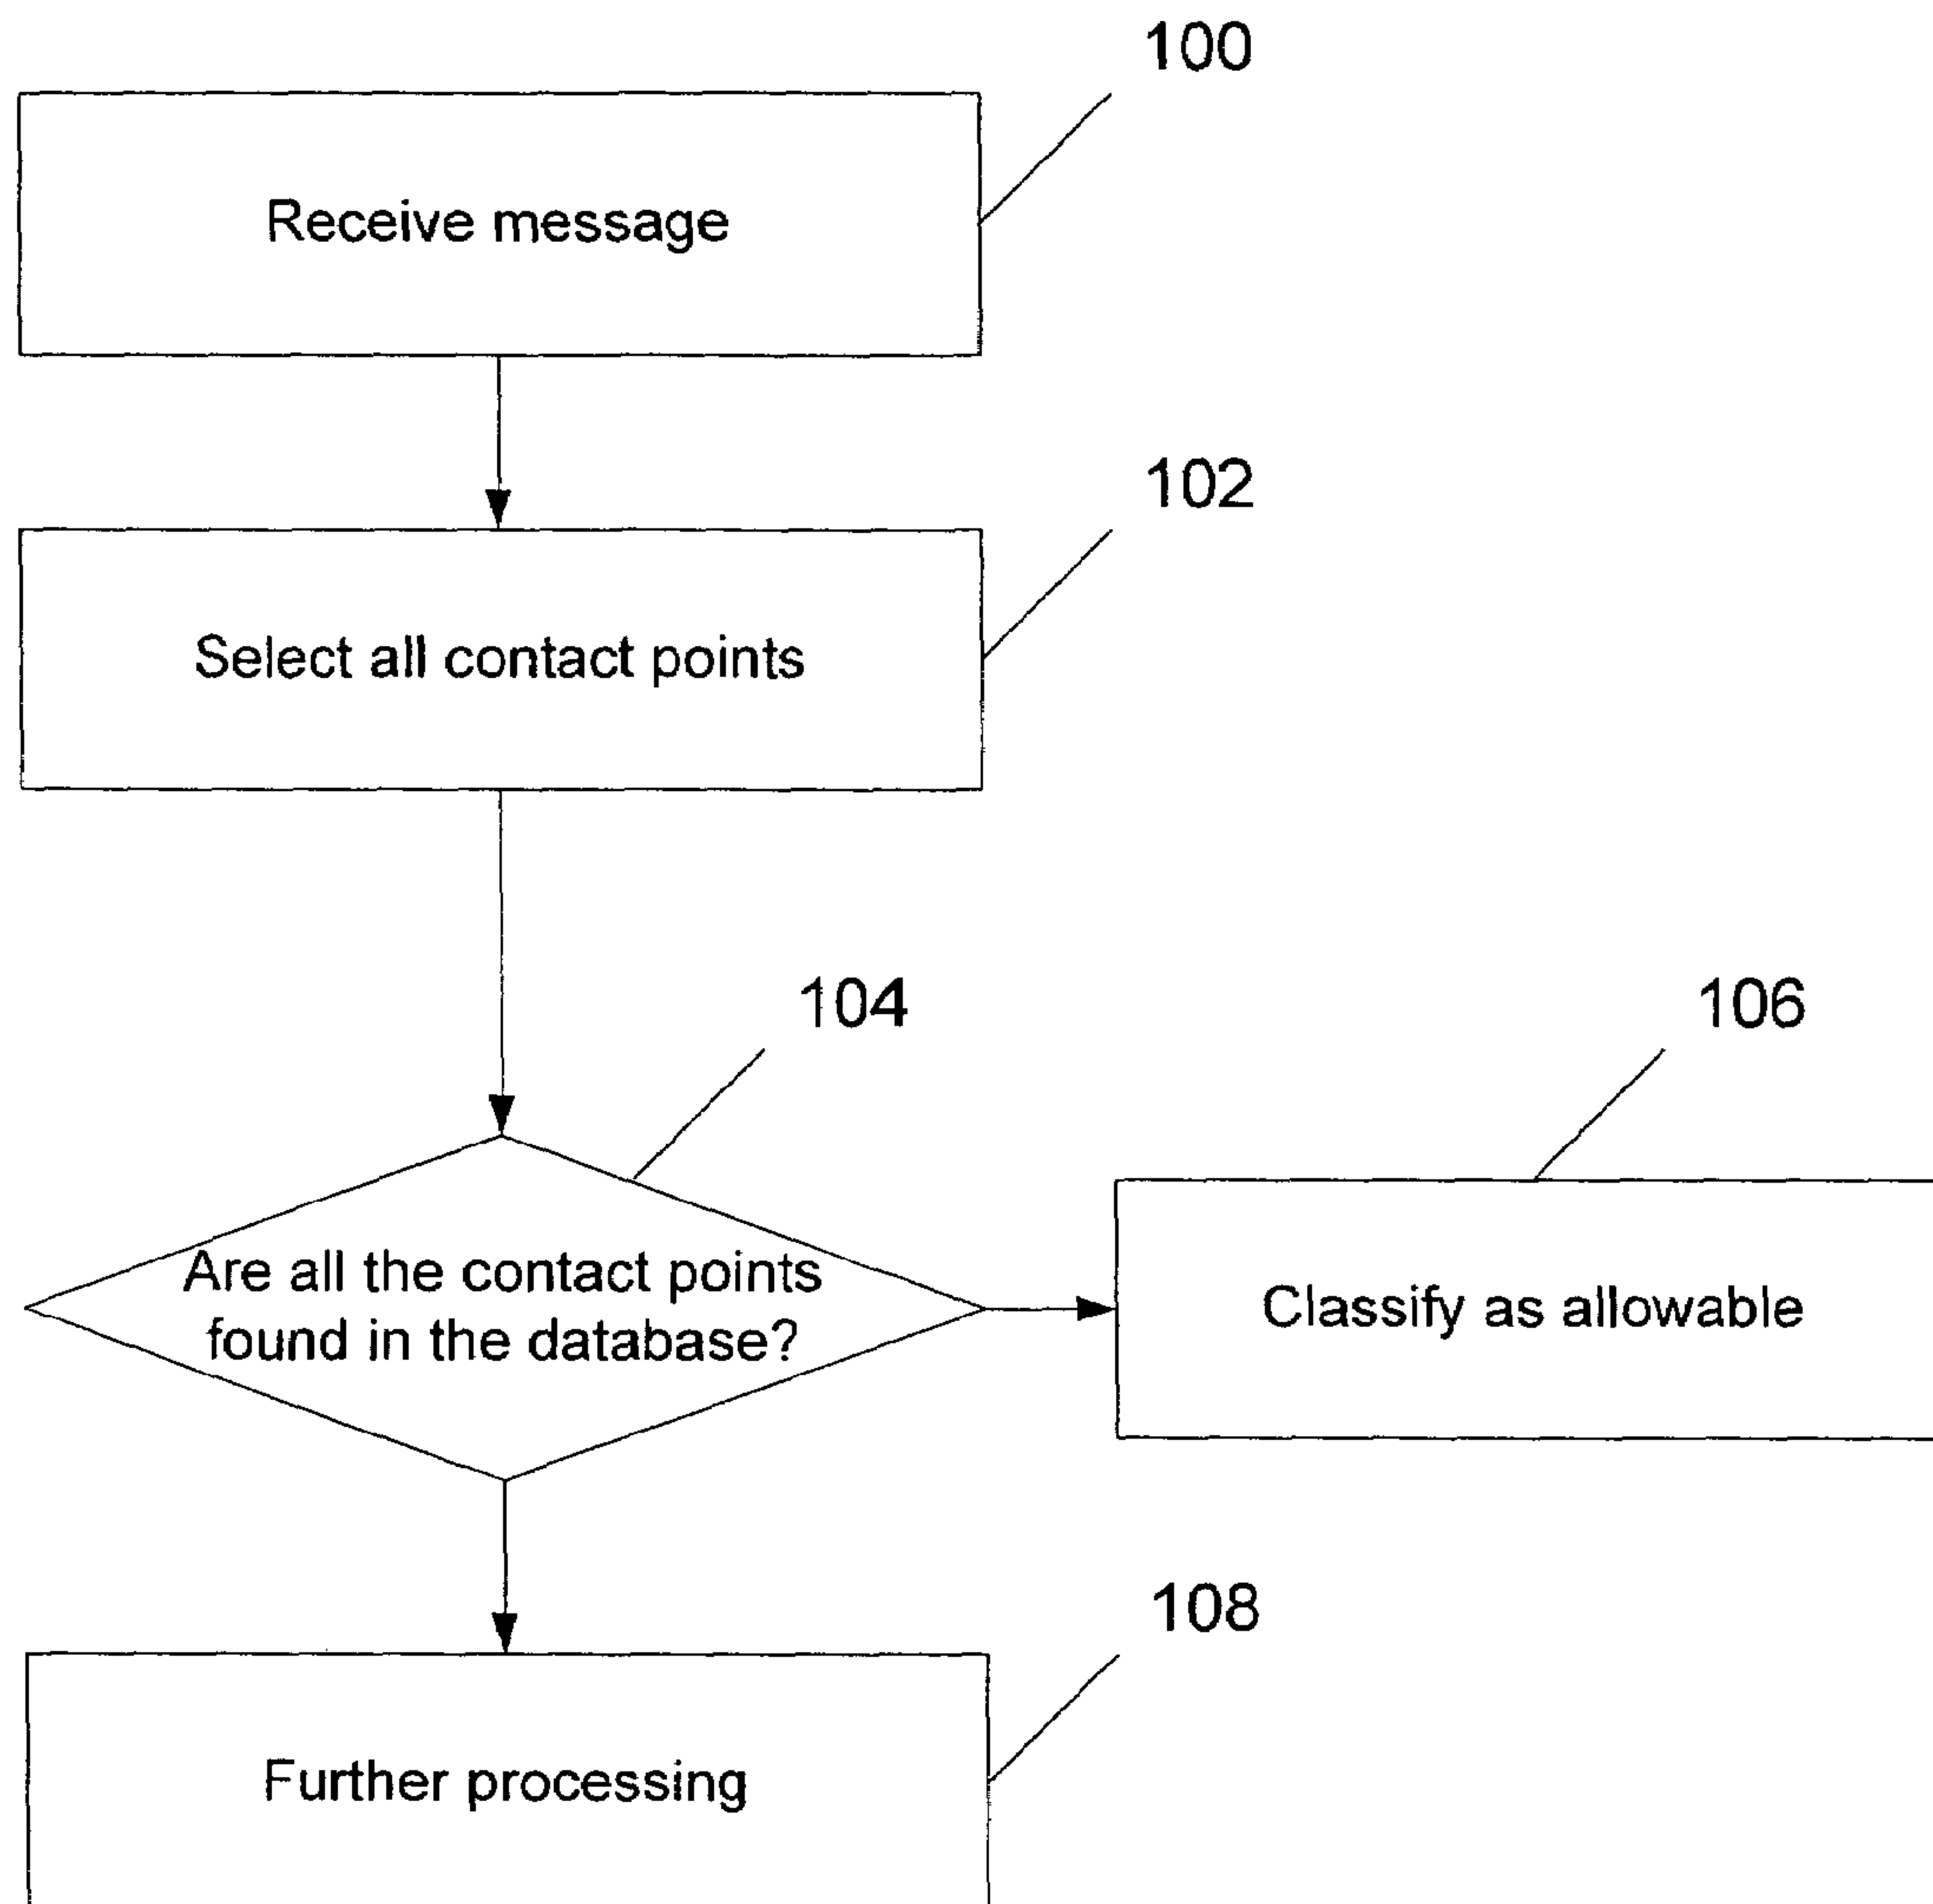 100
Receive message
102
Select all contact points
104
106
Are all the contact points
found in the database?
Classify as allowable
108
Further processing